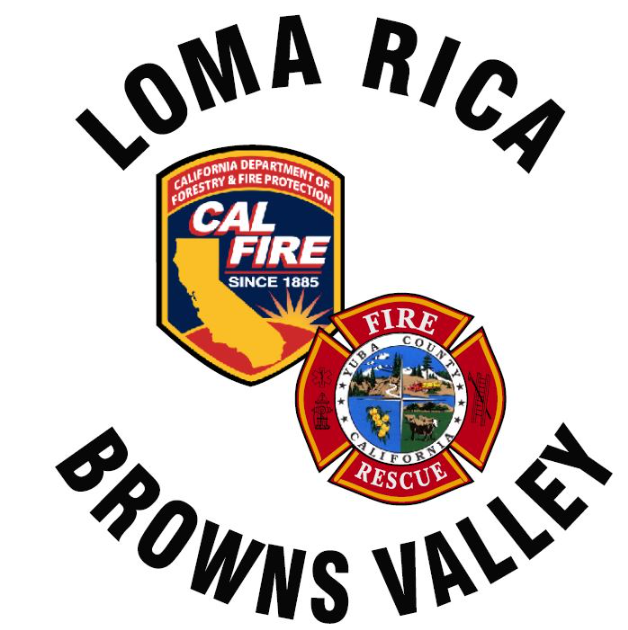 LOMA RICA
CALIFORNIA DEPARTMENT OF
FORESTRY & FIRE PROTECTION
CAL
FIRE
SINCE 1885
FIRE
YUBA COUNTY
CALIFORNIA
RESCUE
BROWNS VALLEY